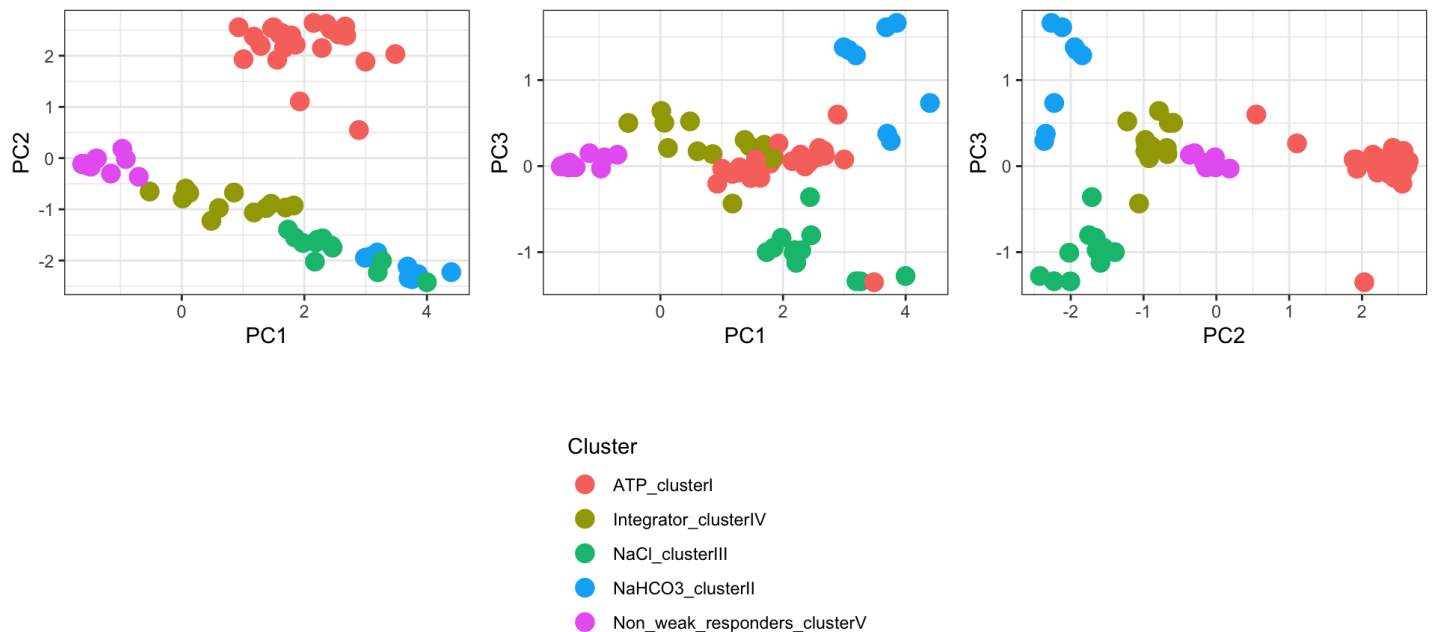 2
1
0
-1
-2
PC2
0
2
4
PC1
1
0
-1
PC3
0
2
4
PC1
1
0
-1
PC3
-2
-1
0
1
2
PC2
Cluster
ATP_clusterI
Integrator_clusterIV
NaCl_clusterIII
NaHCO3_clusterII
Non_weak_responders_clusterV